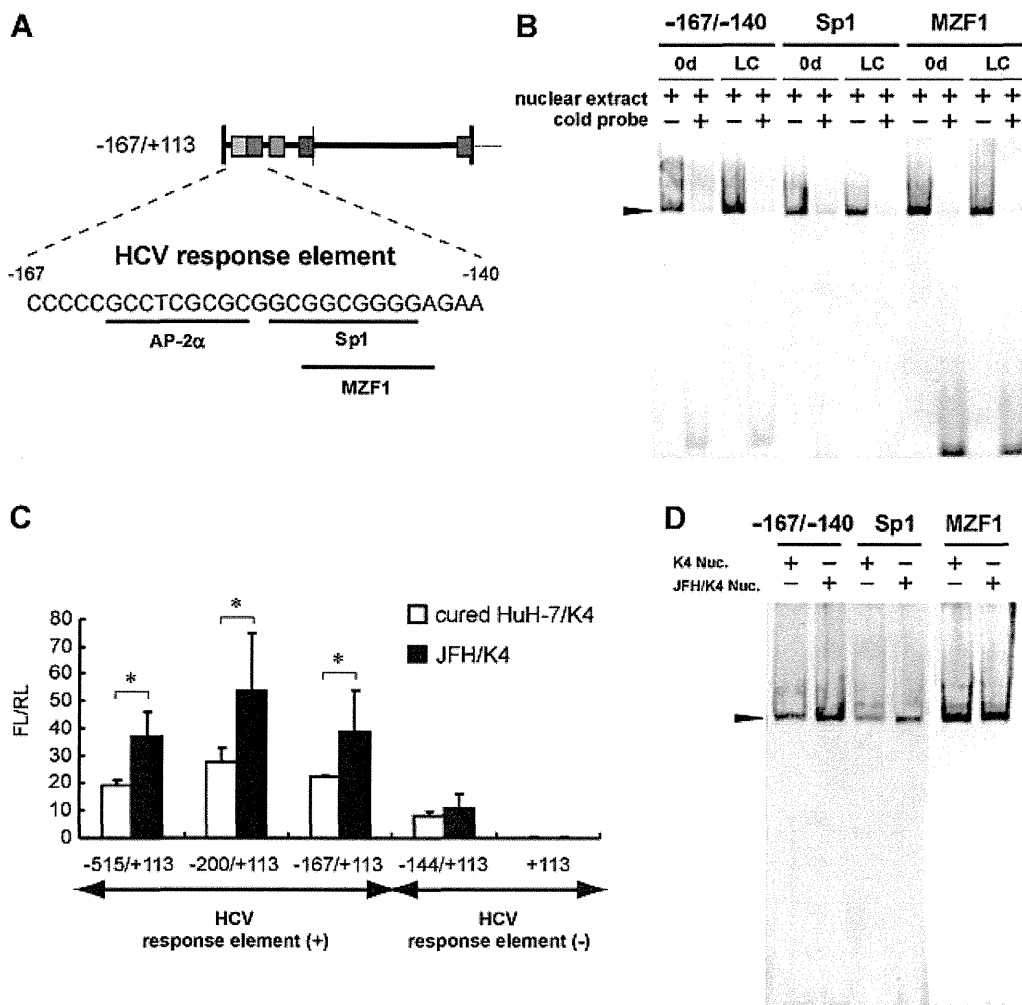 A
-167/+113
HCV response element
-167 -140
CCCCCGCCTCGCGCGGCGGCGGGGAGAA
AP-2α Sp1
MZF1
B
-167/-140 Sp1 MZF1
0d LC 0d LC 0d LC
nuclear extract + + + + + + + + + + + +
cold probe − + − + − + − + − + − +
C
FL/RL
80
70
60
50
40
30
20
10
0
cured HuH-7/K4
JFH/K4
* * *
-515/+113 -200/+113 -167/+113 -144/+113 +113
HCV response element (+)
HCV response element (-)
D
-167/-140 Sp1 MZF1
K4 Nuc. + − + − + −
JFH/K4 Nuc. − + − + − +